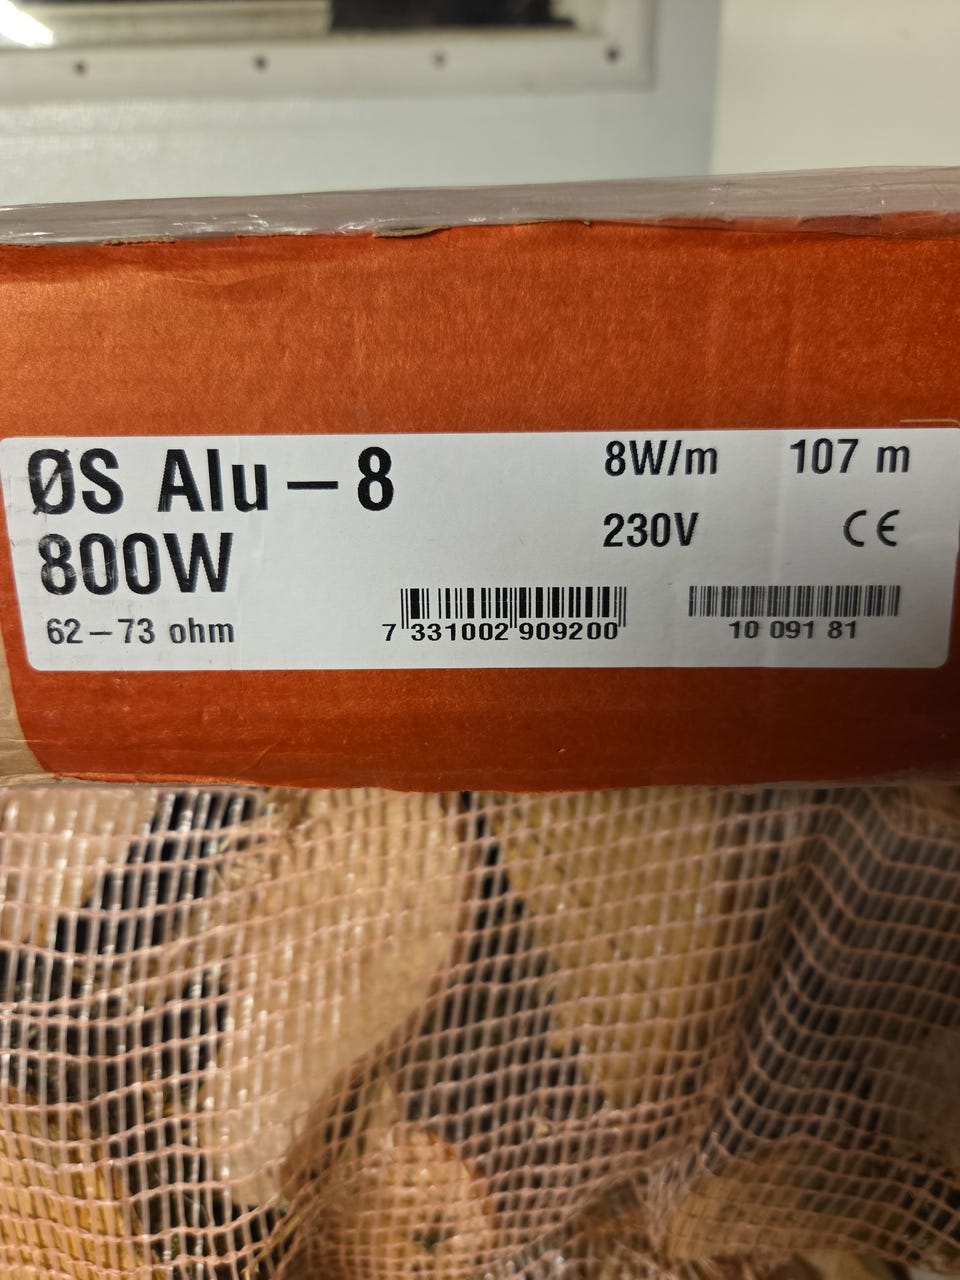 ØS Alu – 8
8W/m 107 m
800W
230V CE
62 – 73 ohm
7 331002 909200
10 091 81